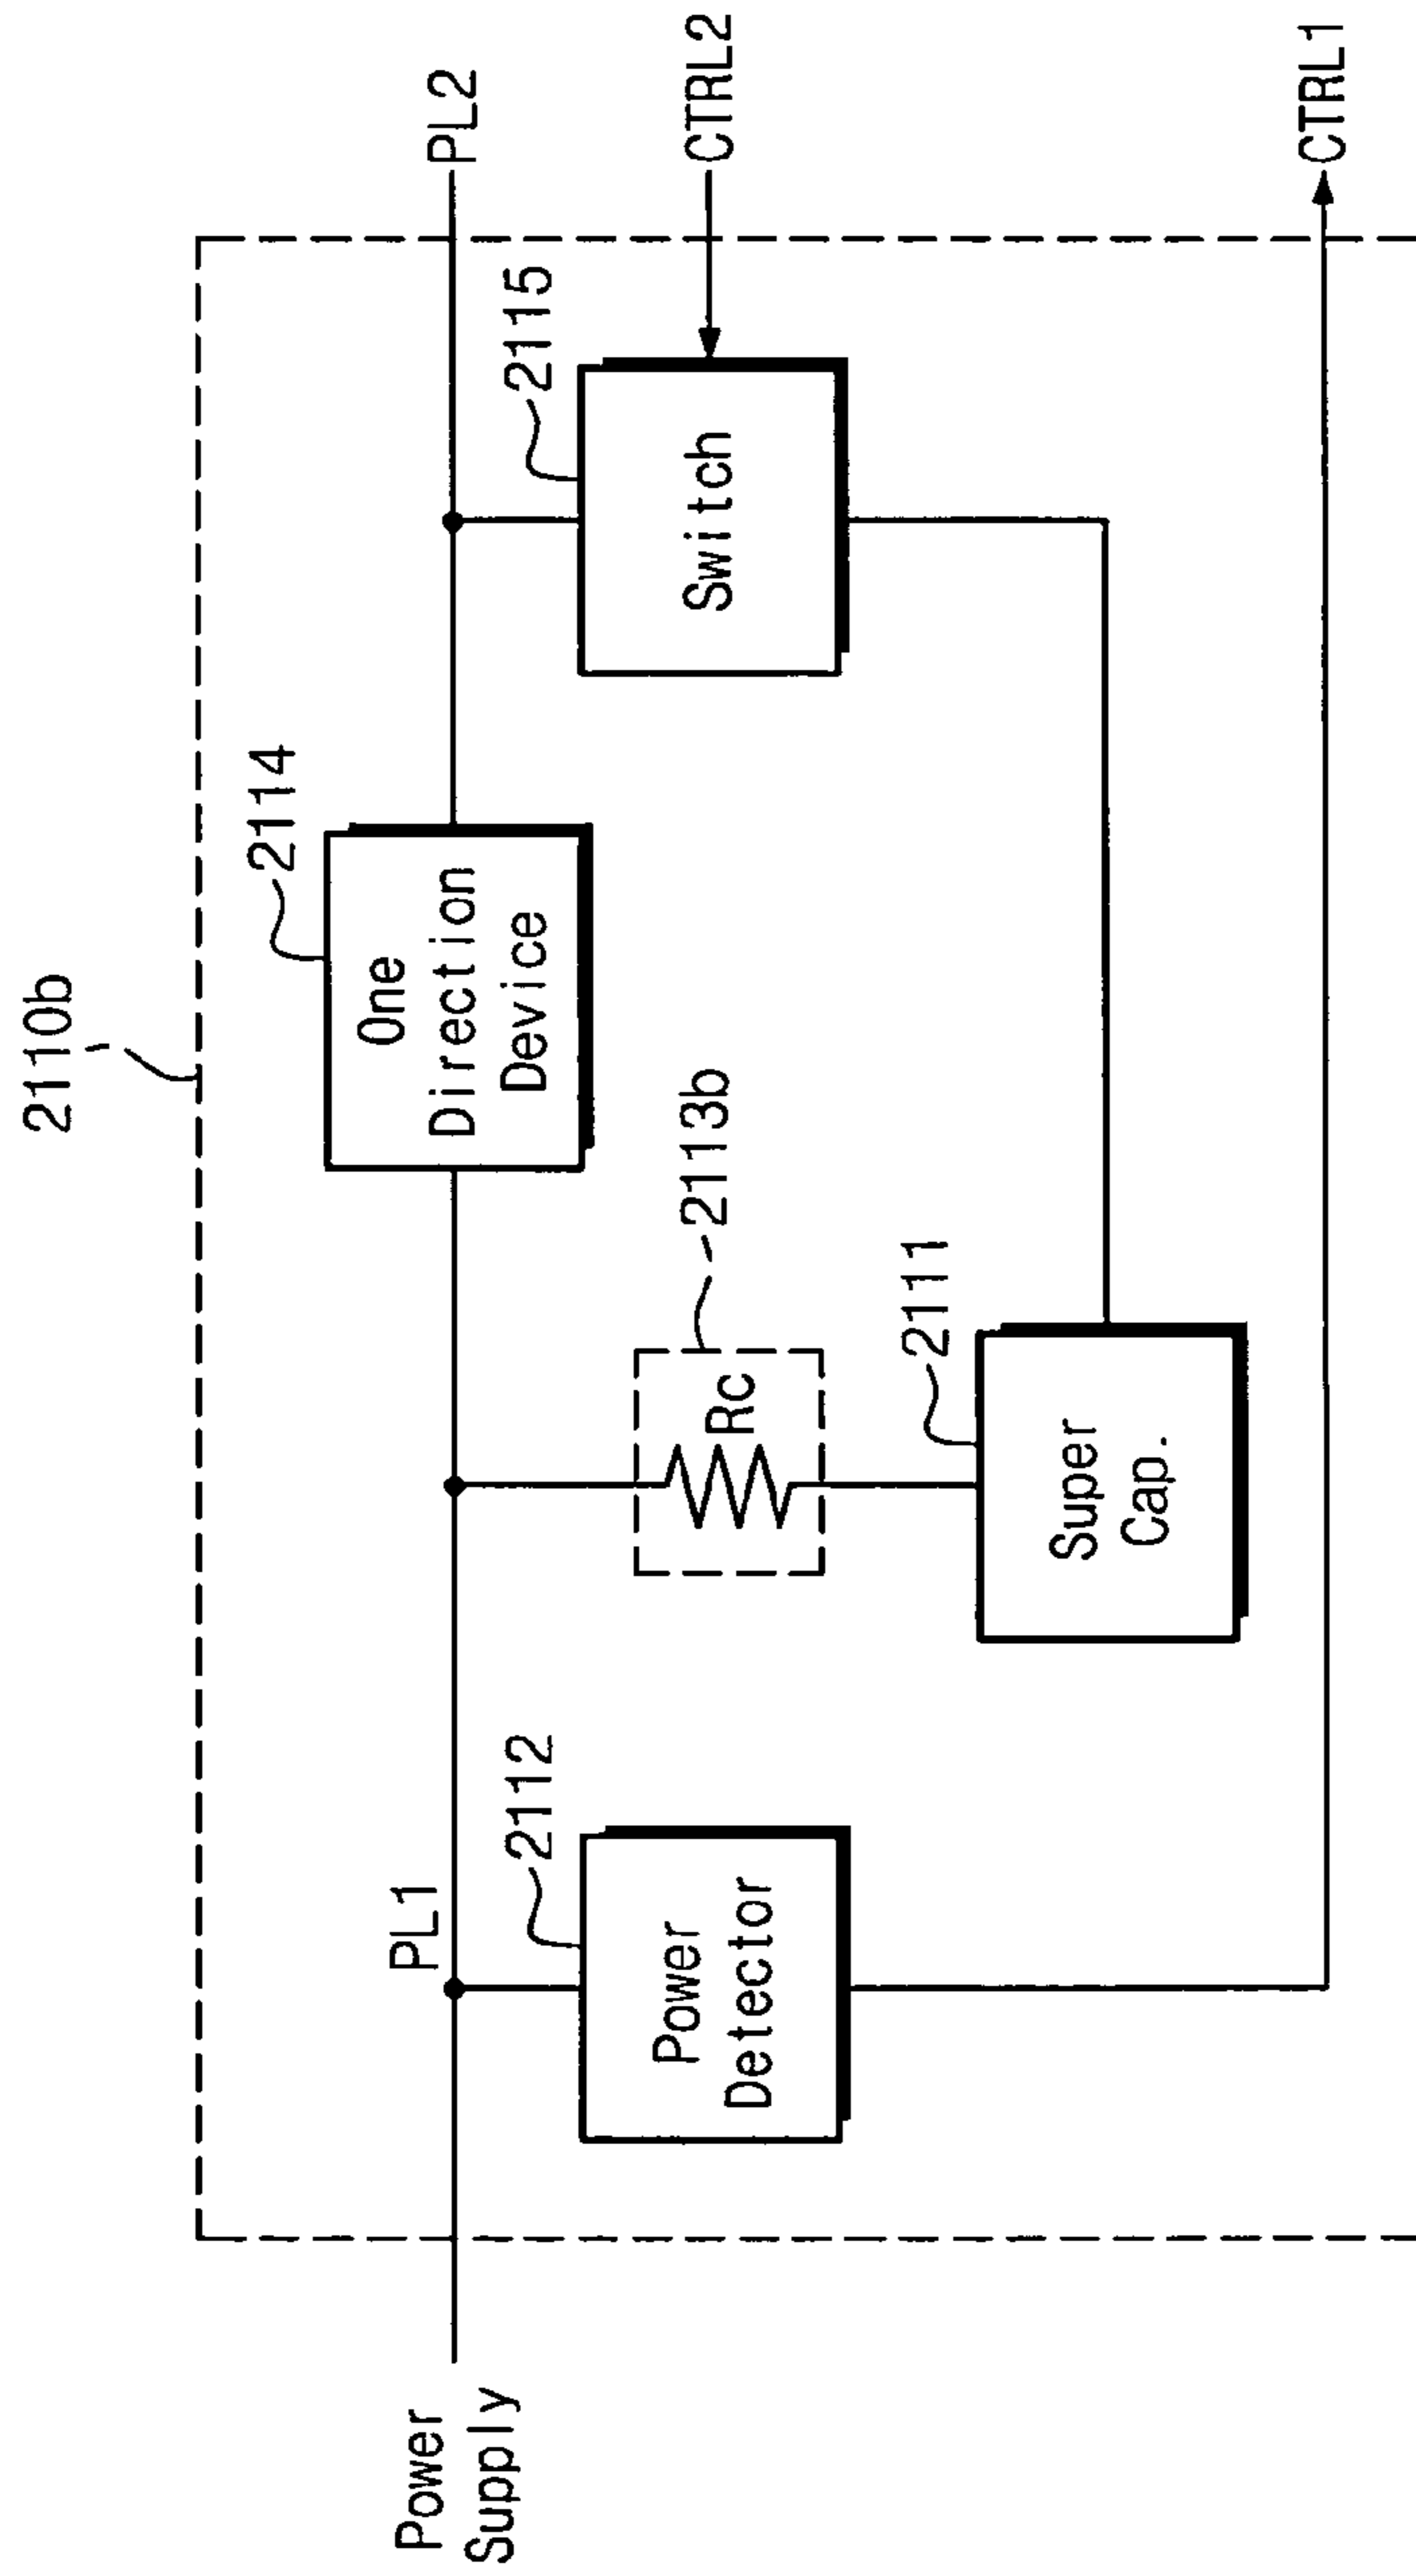 2110b
Power
Supply
PL1
2112
Power
Detector
2113b
Rc
2111
Super
Cap.
2114
One
Direction
Device
2115
Switch
PL2
CTRL2
CTRL1